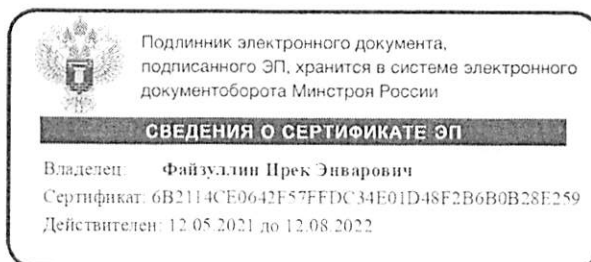 Подлинник электронного документа,
подписанного ЭП, хранится в системе электронного
документооборота Минстроя России
СВЕДЕНИЯ О СЕРТИФИКАТЕ ЭП
Владелец: Файзуллин Ирек Энварович
Сертификат: 6B2114CE0642F57FFDC34E01D48F2B6B0B28E259
Действителен: 12.05.2021 до 12.08.2022